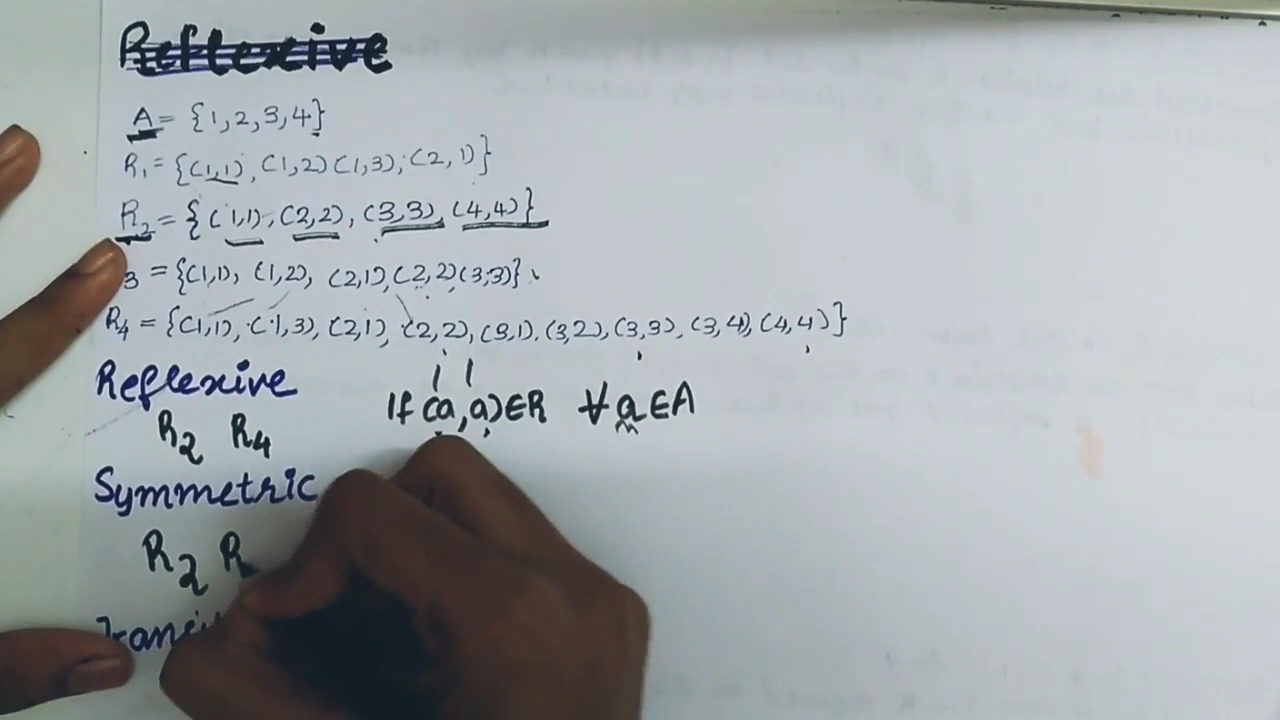 Reflexive
A = {1,2,3,4}
R₁ = {(1,1), (1,2) (1,3), (2,1)}
R₂ = {(1,1), (2,2), (3,3), (4,4)}
3 = {(1,1), (1,2), (2,1), (2,2) (3,3)}
R₄ = {(1,1), (1,3), (2,1), (2,2), (3,1), (3,2), (3,3), (3,4), (4,4)}
Reflexive If (a,a)∈R ∀ a∈A
R₂ R₄
Symmetric
R₂ R